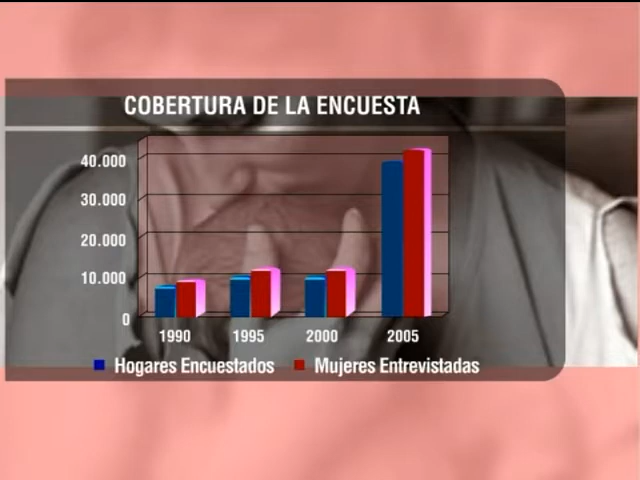 COBERTURA DE LA ENCUESTA
40.000
30.000
20.000
10.000
0
1990 1995 2000 2005
Hogares Encuestados Mujeres Entrevistadas